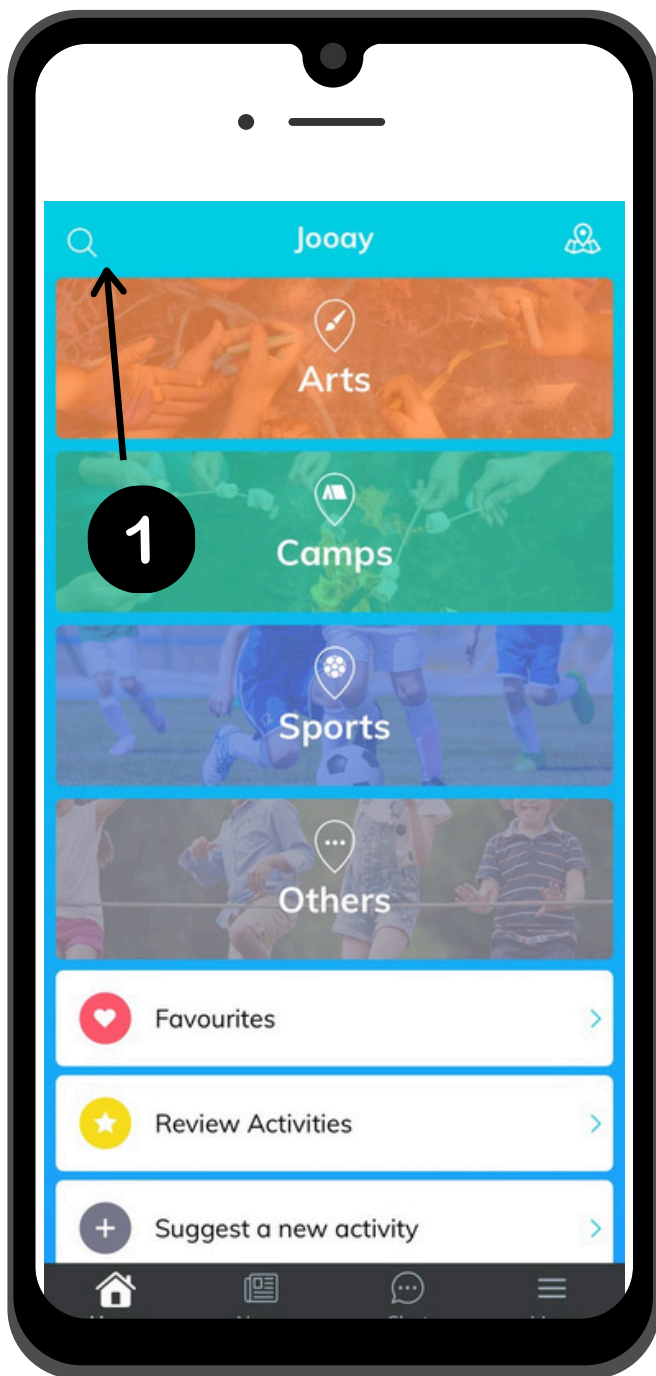 Jooay
Arts
1
Camps
Sports
Others
Favourites
Review Activities
Suggest a new activity